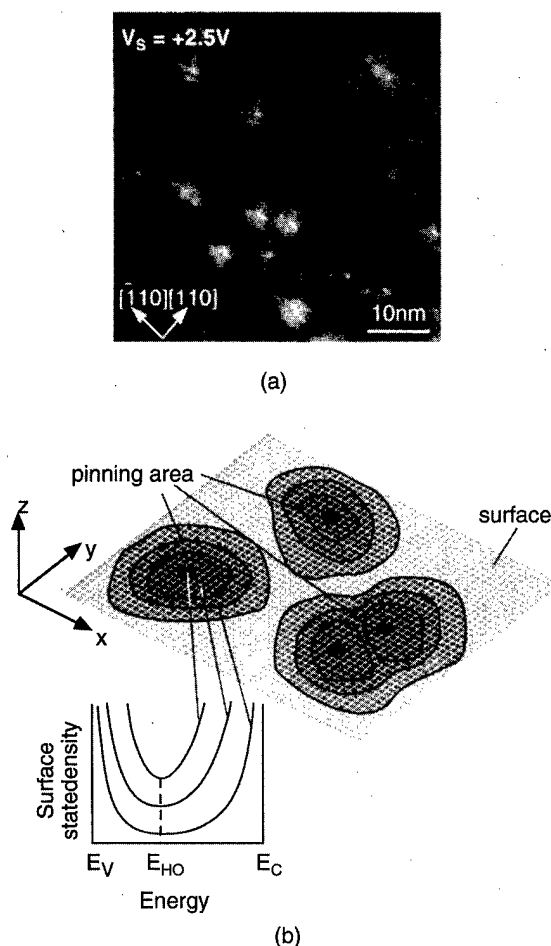 V_S = +2.5V
[1̄10][110]
10nm
(a)
pinning area
surface
z
y
x
Surface
statedensity
E_V E_HO E_C
Energy
(b)